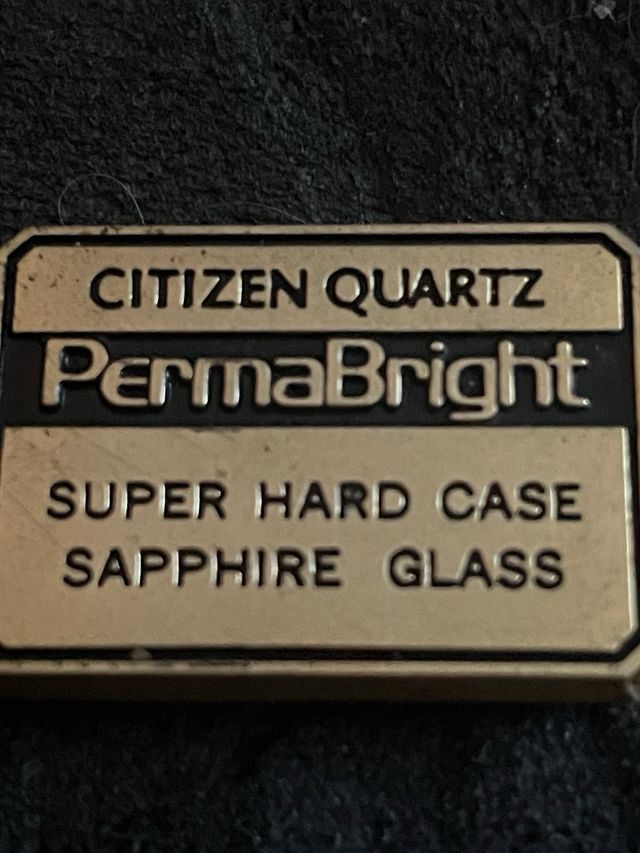 CITIZEN QUARTZ
PermaBright
SUPER HARD CASE
SAPPHIRE GLASS